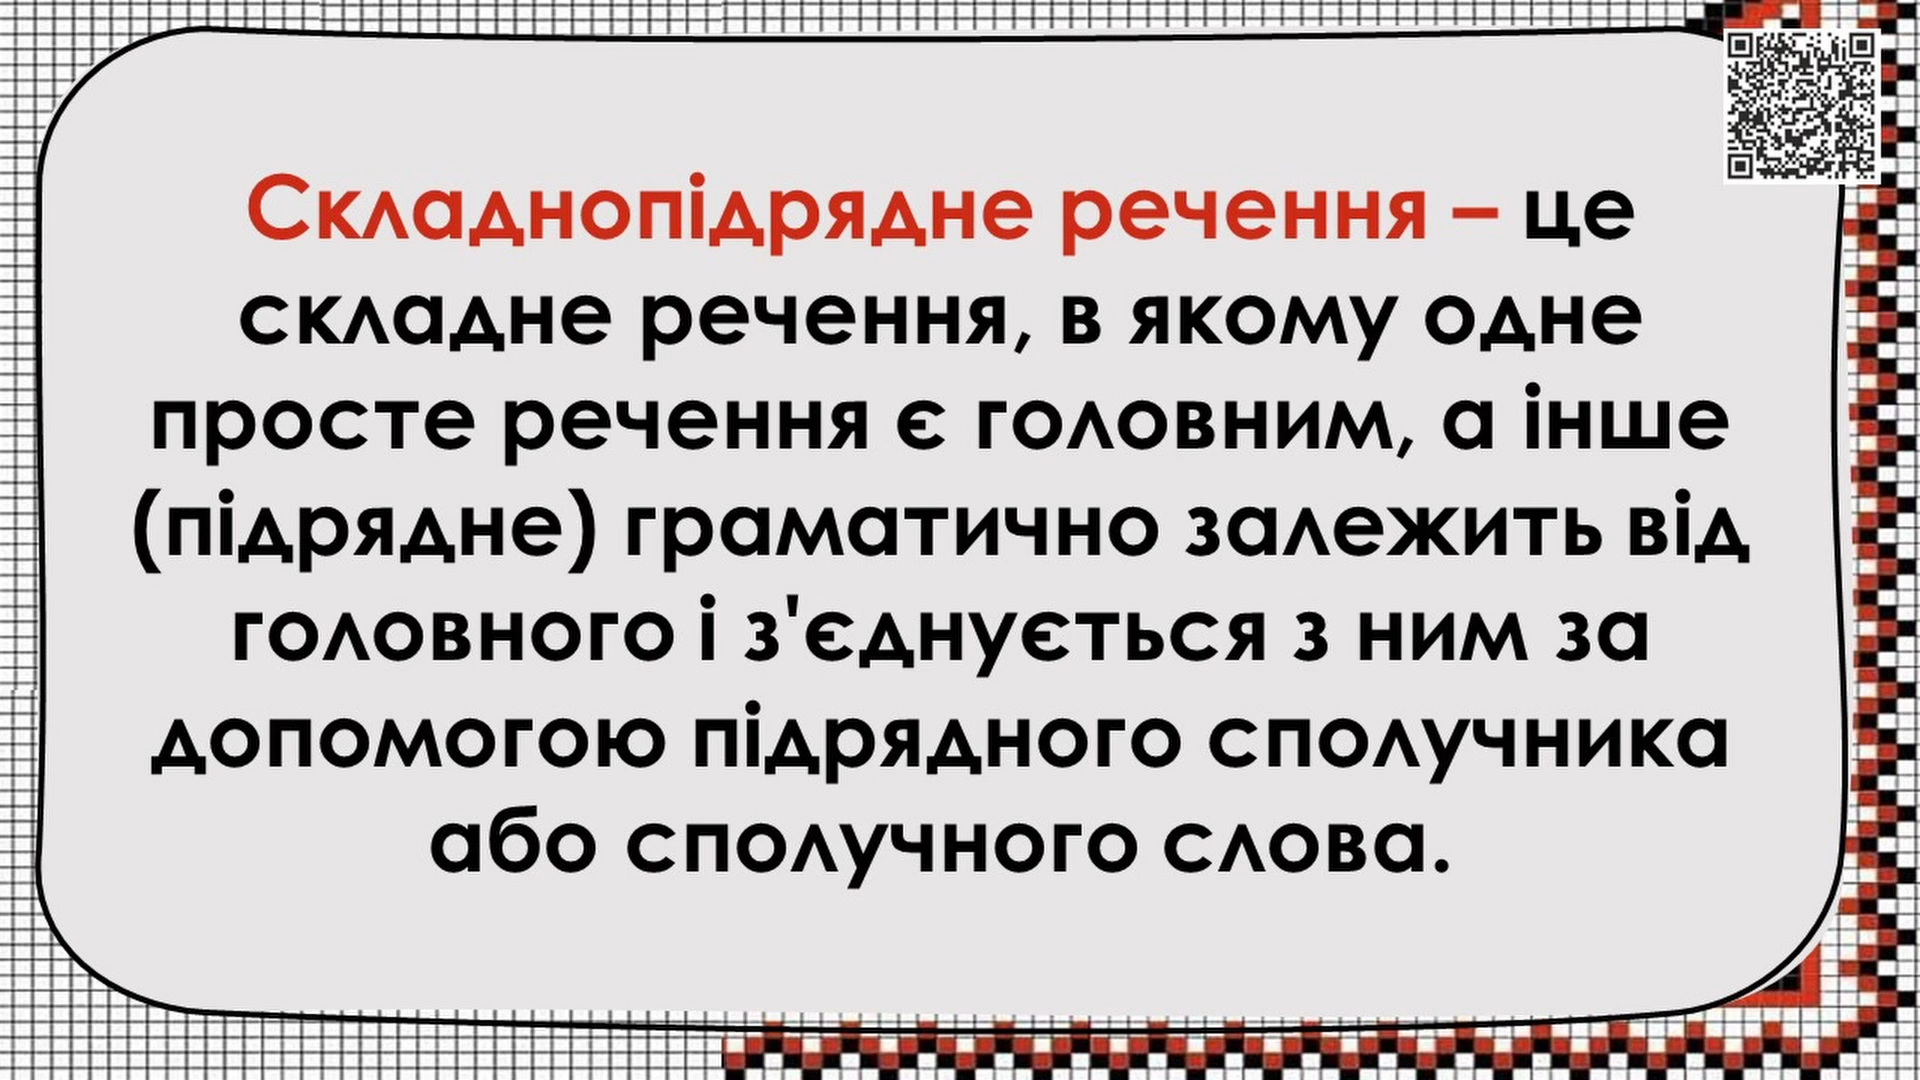 Складнопідрядне речення – це
складне речення, в якому одне
просте речення є головним, а інше
(підрядне) граматично залежить від
головного і з'єднується з ним за
допомогою підрядного сполучника
або сполучного слова.